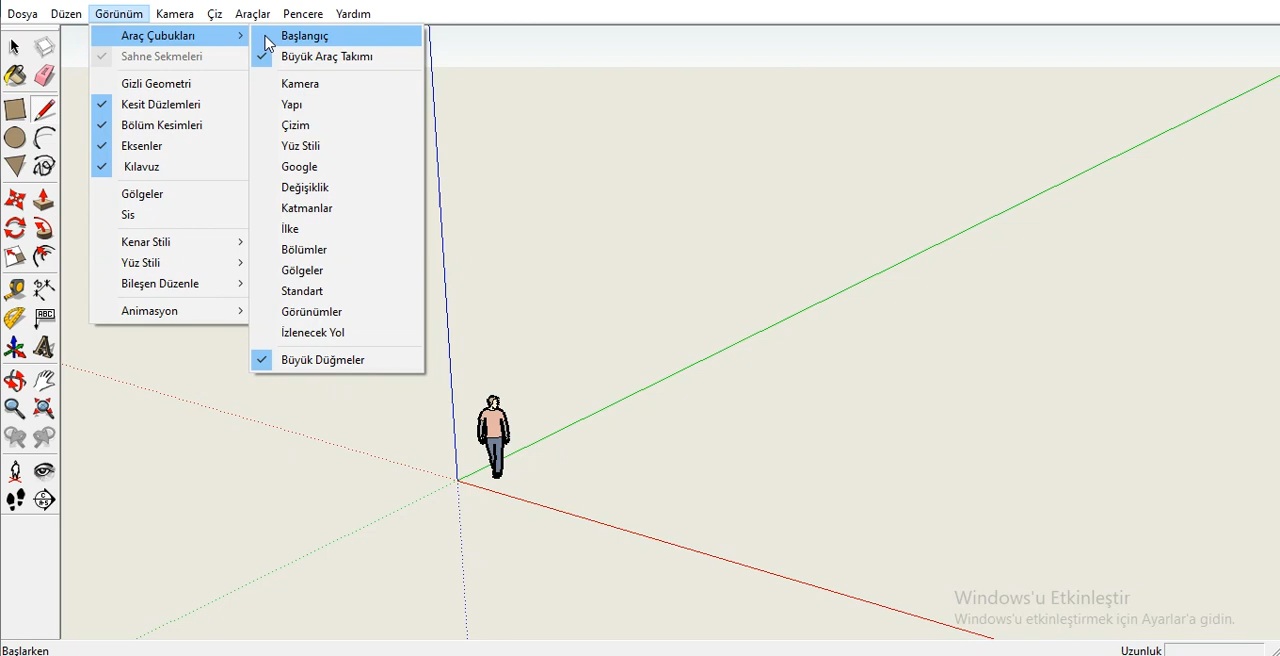 Dosya Düzen Görünüm Kamera Çiz Araçlar Pencere Yardım
Araç Çubukları
Sahne Sekmeleri
Gizli Geometri
Kesit Düzlemleri
Bölüm Kesimleri
Eksenler
Kılavuz
Gölgeler
Sis
Kenar Stili
Yüz Stili
Bileşen Düzenle
Animasyon
Başlangıç
Büyük Araç Takımı
Kamera
Yapı
Çizim
Yüz Stili
Google
Değişiklik
Katmanlar
İlke
Bölümler
Gölgeler
Standart
Görünümler
İzlenecek Yol
Büyük Düğmeler
ABC
Windows'u Etkinleştir
Windows'u etkinleştirmek için Ayarlar'a gidin.
Başlarken
Uzunluk